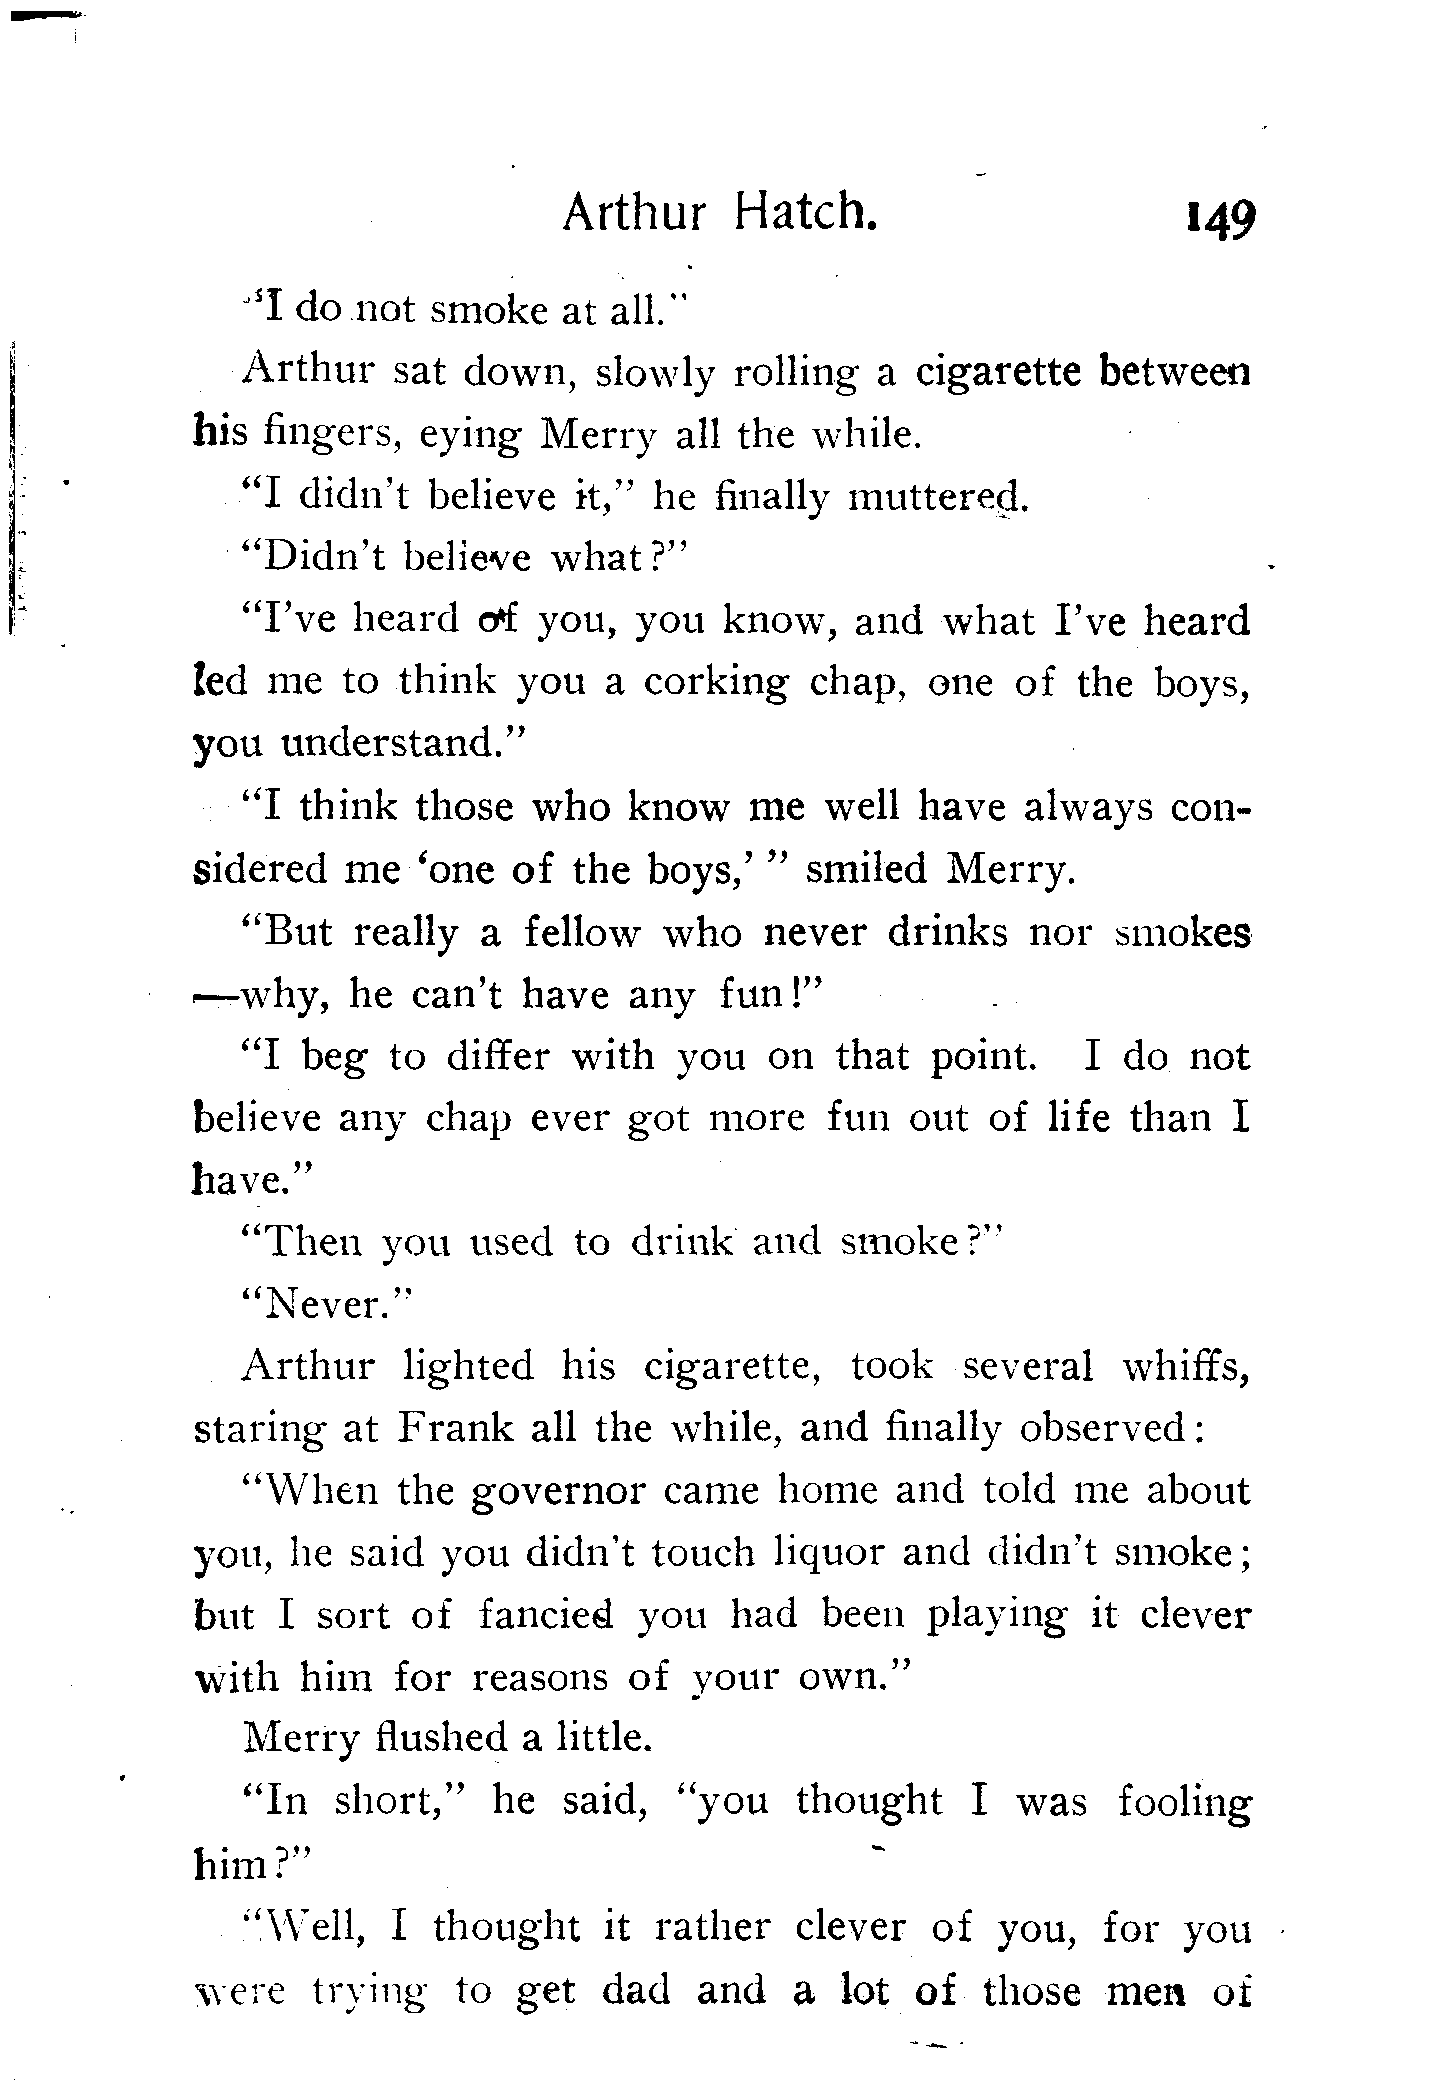 Arthur Hatch. 149
"I do not smoke at all."
Arthur sat down, slowly rolling a cigarette between
his fingers, eying Merry all the while.
"I didn't believe it," he finally muttered.
"Didn't believe what?"
"I've heard of you, you know, and what I've heard
led me to think you a corking chap, one of the boys,
you understand."
"I think those who know me well have always con-
sidered me 'one of the boys,' " smiled Merry.
"But really a fellow who never drinks nor smokes
—why, he can't have any fun!"
"I beg to differ with you on that point. I do not
believe any chap ever got more fun out of life than I
have."
"Then you used to drink and smoke?"
"Never."
Arthur lighted his cigarette, took several whiffs,
staring at Frank all the while, and finally observed:
"When the governor came home and told me about
you, he said you didn't touch liquor and didn't smoke;
but I sort of fancied you had been playing it clever
with him for reasons of your own."
Merry flushed a little.
"In short," he said, "you thought I was fooling
him?"
"Well, I thought it rather clever of you, for you
were trying to get dad and a lot of those men of